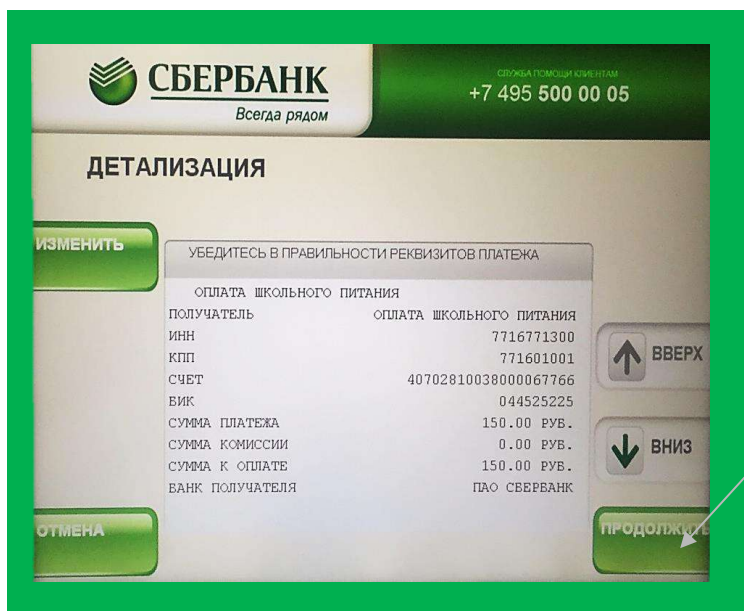 СБЕРБАНК
Всегда рядом
СЛУЖБА ПОМОЩИ КЛИЕНТАМ
+7 495 500 00 05
ДЕТАЛИЗАЦИЯ
ИЗМЕНИТЬ
УБЕДИТЕСЬ В ПРАВИЛЬНОСТИ РЕКВИЗИТОВ ПЛАТЕЖА
ОПЛАТА ШКОЛЬНОГО ПИТАНИЯ
ПОЛУЧАТЕЛЬ ОПЛАТА ШКОЛЬНОГО ПИТАНИЯ
ИНН 7716771300
КПП 771601001
СЧЕТ 40702810038000067766
БИК 044525225
СУММА ПЛАТЕЖА 150.00 РУБ.
СУММА КОМИССИИ 0.00 РУБ.
СУММА К ОПЛАТЕ 150.00 РУБ.
БАНК ПОЛУЧАТЕЛЯ ПАО СБЕРБАНК
ВВЕРХ
ВНИЗ
ОТМЕНА
ПРОДОЛЖИТЬ